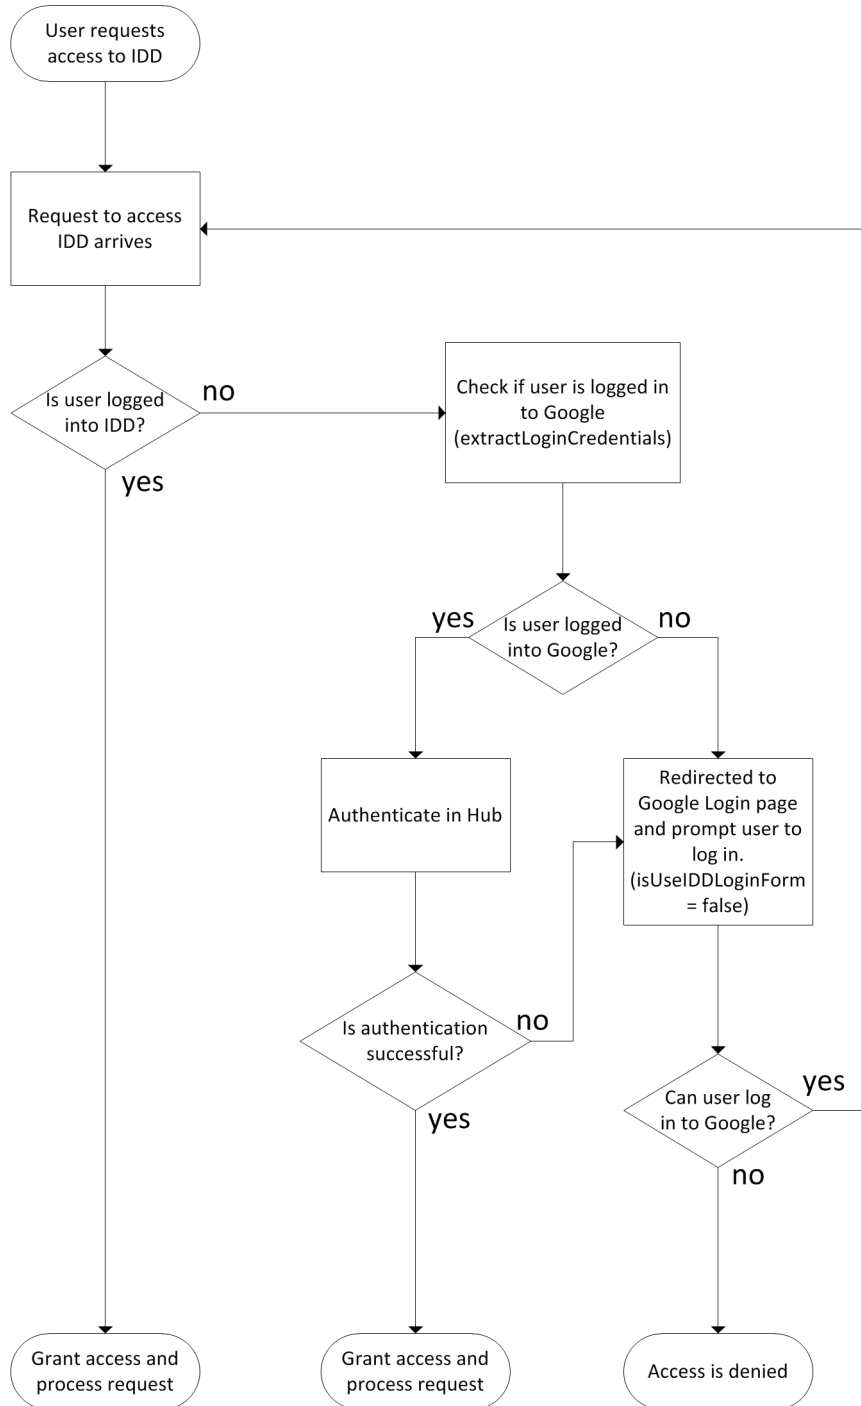 User requests
access to IDD
Request to access
IDD arrives
Is user logged
into IDD?
no
yes
Check if user is logged in
to Google
(extractLoginCredentials)
Is user logged
into Google?
yes
no
Authenticate in Hub
Redirected to
Google Login page
and prompt user to
log in.
(isUseIDDLoginForm
= false)
Is authentication
successful?
no
yes
Can user log
in to Google?
yes
no
Grant access and
process request
Grant access and
process request
Access is denied